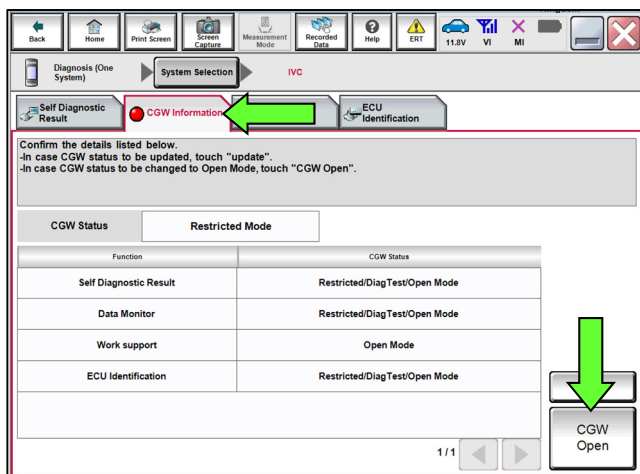 Back
Home
Print Screen
Screen
Capture
Measurement
Mode
Recorded
Data
Help
ERT
11.8V
VI
MI
Diagnosis (One
System)
System Selection
IVC
Self Diagnostic
Result
CGW Information
ECU
Identification
Confirm the details listed below.
-In case CGW status to be updated, touch "update".
-In case CGW status to be changed to Open Mode, touch "CGW Open".
CGW Status
Restricted Mode
Function
CGW Status
Self Diagnostic Result
Restricted/DiagTest/Open Mode
Data Monitor
Restricted/DiagTest/Open Mode
Work support
Open Mode
ECU Identification
Restricted/DiagTest/Open Mode
1/1
CGW
Open